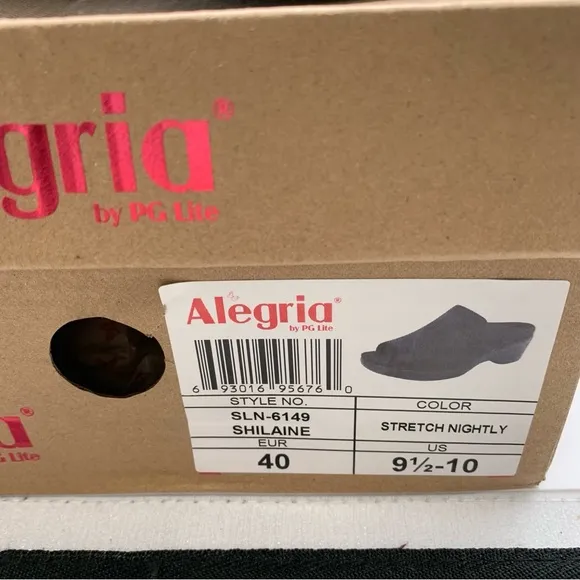 gria®
by PG Lite
Alegria®
by PG Lite
6 93016 95676 0
STYLE NO.
SLN-6149
SHILAINE
COLOR
STRETCH NIGHTLY
EUR
40
US
9½-10
a®
G Lite